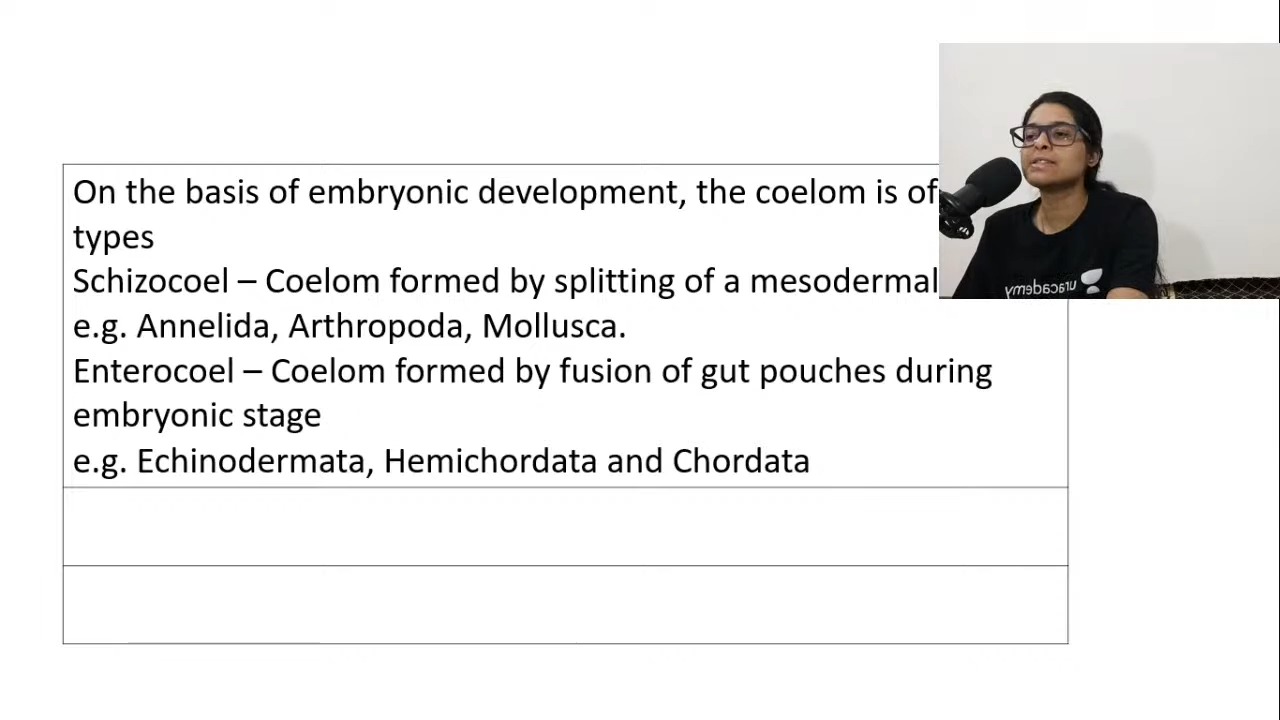 On the basis of embryonic development, the coelom is of
types
Schizocoel – Coelom formed by splitting of a mesodermal
e.g. Annelida, Arthropoda, Mollusca.
Enterocoel – Coelom formed by fusion of gut pouches during
embryonic stage
e.g. Echinodermata, Hemichordata and Chordata
uracademy